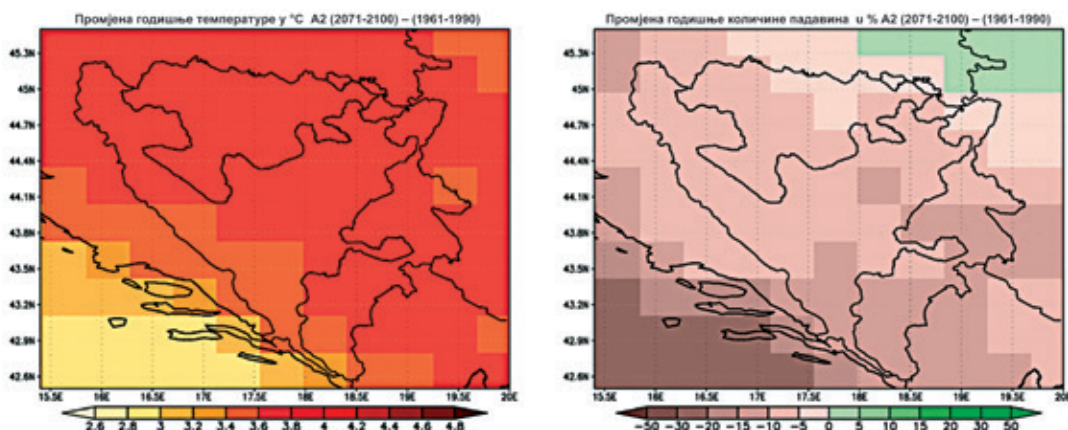 Промјена годишње температуре у °C A2 (2071-2100) – (1961-1990)
45.3N
45N
44.7N
44.4N
44.1N
43.8N
43.5N
43.2N
42.9N
42.6N
15.5E 16E 16.5E 17E 17.5E 18E 18.5E 19E 19.5E 20E
2.6 2.8 3 3.2 3.4 3.6 3.8 4 4.2 4.4 4.6 4.8
Промјена годишње количине падавина u % A2 (2071-2100) – (1961-1990)
45.3N
45N
44.7N
44.4N
44.1N
43.8N
43.5N
43.2N
42.9N
42.6N
15.5E 16E 16.5E 17E 17.5E 18E 18.5E 19E 19.5E 20E
-50 -30 -20 -15 -10 -5 0 5 10 15 20 30 50